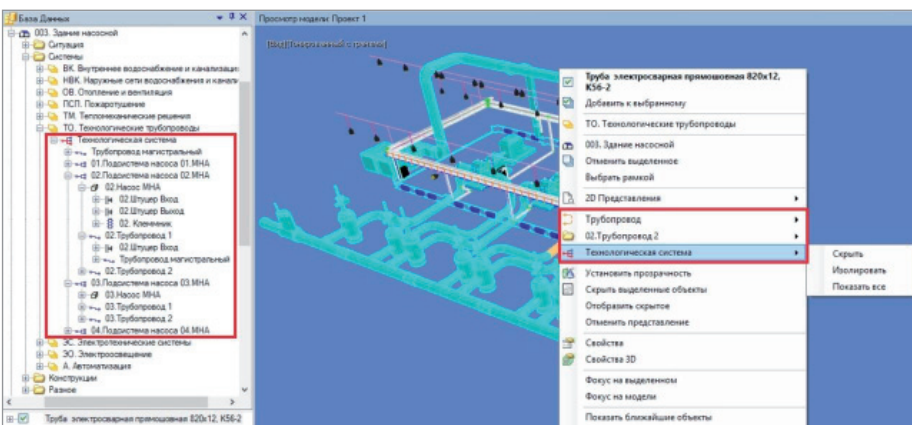 База Данных
003. Здание насосной
Ситуация
Системы
ВК. Внутреннее водоснабжение и канализаци
НВК. Наружные сети водоснабжения и канали
ОВ. Отопление и вентиляция
ПСП. Пожаротушение
ТМ. Тепломеханические решения
ТО. Технологические трубопроводы
Технологическая система
Трубопровод магистральный
01.Подсистема насоса 01.МНА
02.Подсистема насоса 02.МНА
02.Насос МНА
02.Штуцер Вход
02.Штуцер Выход
02. Клеммник
02.Трубопровод 1
02.Штуцер Вход
Трубопровод магистральный
02.Трубопровод 2
03.Подсистема насоса 03.МНА
03.Насос МНА
03.Трубопровод 1
03.Трубопровод 2
04.Подсистема насоса 04.МНА
ЭС. Электротехнические системы
ЭО. Электроосвещение
А. Автоматизация
Конструкции
Разное
Труба электросварная прямошовная 820x12, К56-2
Просмотр модели: Проект 1
Труба электросварная прямошовная 820x12,
К56-2
Добавить к выбранному
ТО. Технологические трубопроводы
003. Здание насосной
Отменить выделенное
Выбрать рамкой
2D Представления
Трубопровод
02.Трубопровод 2
Технологическая система
Установить прозрачность
Скрыть выделенные объекты
Отобразить скрытое
Отменить представление
Свойства
Свойства 3D
Фокус на выделенном
Фокус на модели
Показать ближайшие объекты
Скрыть
Изолировать
Показать все